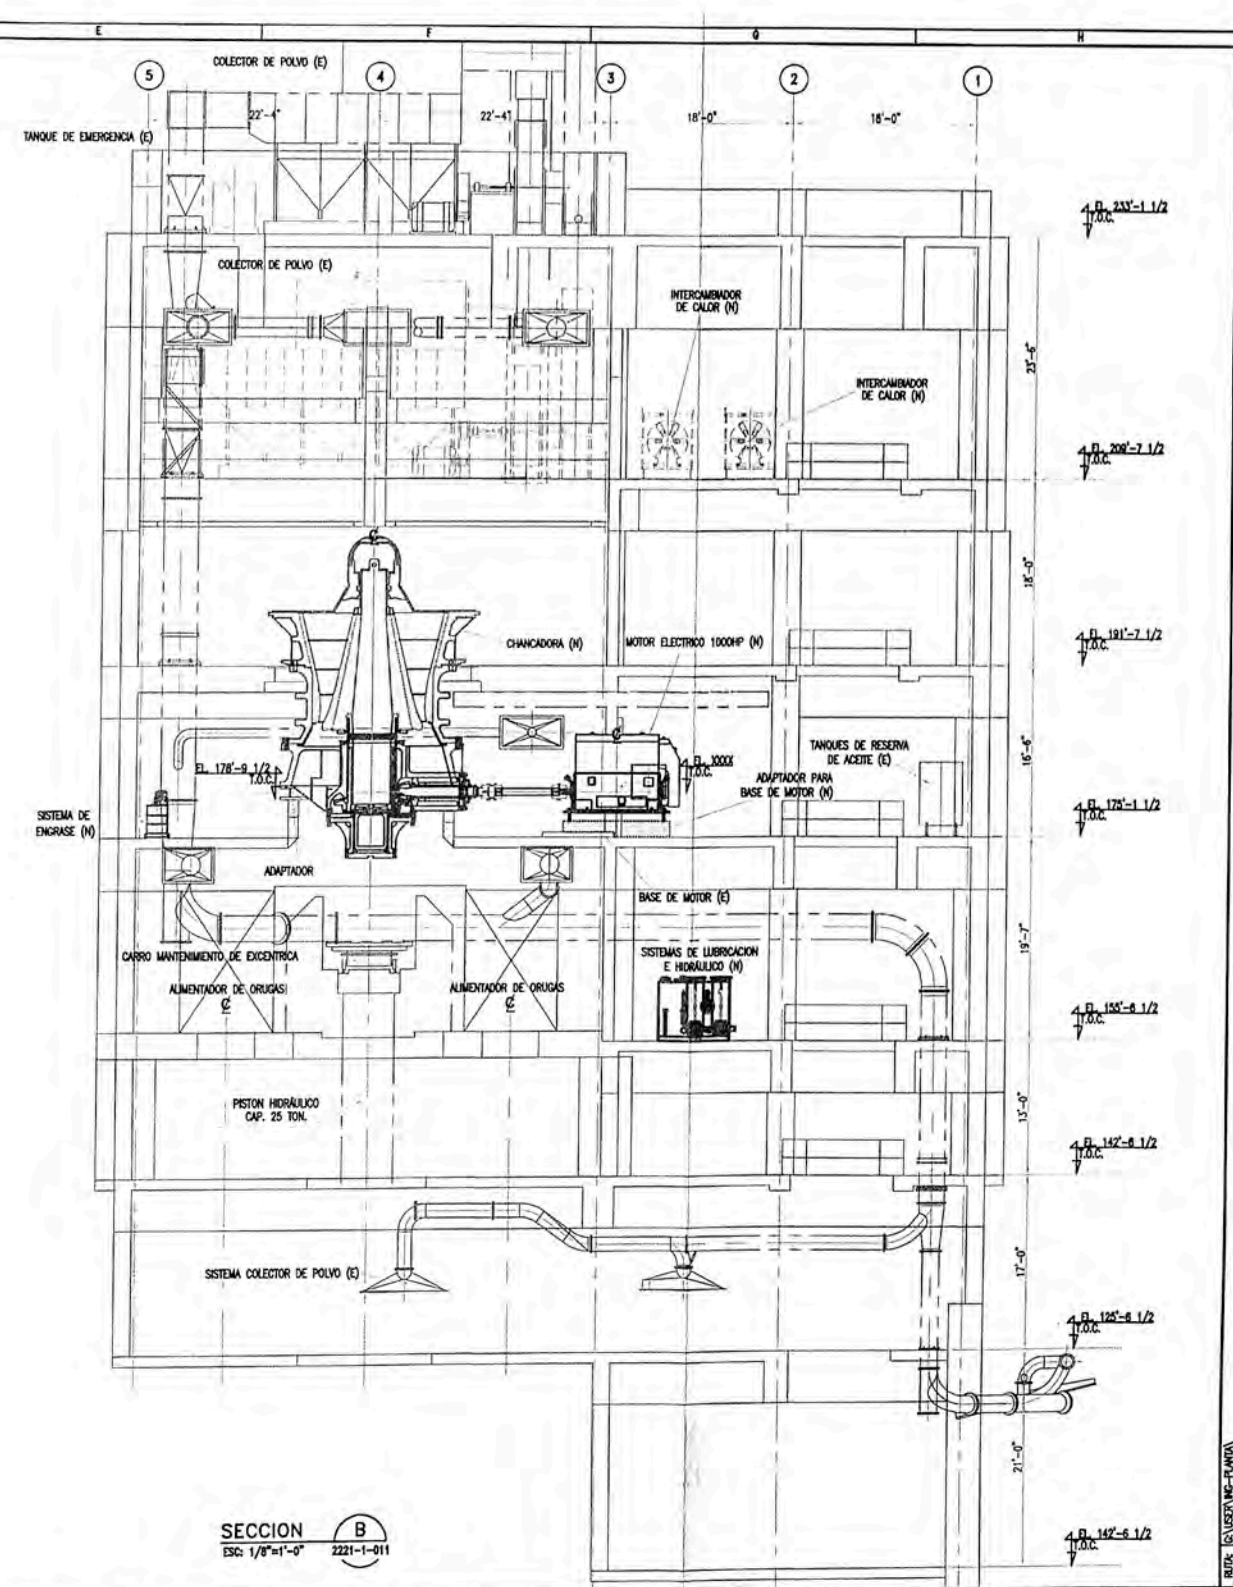 E
F
G
H
COLECTOR DE POLVO (E)
5
4
3
2
1
22'-4"
22'-4"
18'-0"
18'-0"
TANQUE DE EMERGENCIA (E)
EL. 233'-1 1/2
T.O.C.
COLECTOR DE POLVO (E)
INTERCAMBIADOR
DE CALOR (N)
23'-6"
INTERCAMBIADOR
DE CALOR (N)
EL. 209'-7 1/2
T.O.C.
18'-0"
CHANCADORA (N)
MOTOR ELECTRICO 1000HP (N)
EL. 191'-7 1/2
T.O.C.
TANQUES DE RESERVA
DE ACEITE (E)
16'-6"
EL. 178'-9 1/2
T.O.C.
EL. XXXX
T.O.C.
ADAPTADOR PARA
BASE DE MOTOR (N)
SISTEMA DE
ENGRASE (N)
EL. 175'-1 1/2
T.O.C.
ADAPTADOR
BASE DE MOTOR (E)
CARRO MANTENIMIENTO DE EXCENTRICA
SISTEMAS DE LUBRICACION
E HIDRÁULICO (N)
19'-7"
ALIMENTADOR DE ORUGAS
ALIMENTADOR DE ORUGAS
EL. 155'-6 1/2
T.O.C.
PISTON HIDRÁULICO
CAP. 25 TON.
13'-0"
EL. 142'-6 1/2
T.O.C.
SISTEMA COLECTOR DE POLVO (E)
17'-0"
EL. 125'-6 1/2
T.O.C.
21'-0"
SECCION
B
ESC: 1/8"=1'-0"
2221-1-011
EL. 142'-6 1/2
T.O.C.
RUTA: G:\USER\ING-PLANTA\